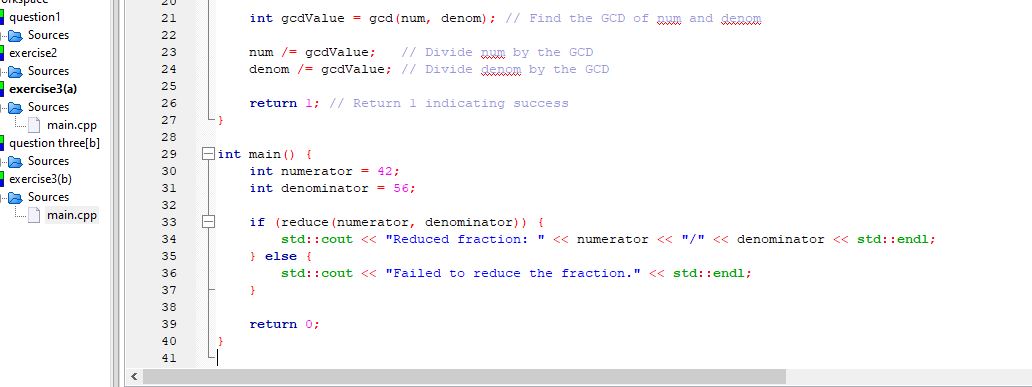 question1
Sources
exercise2
Sources
exercise3(a)
Sources
main.cpp
question three[b]
Sources
exercise3(b)
Sources
main.cpp
20
21 int gcdValue = gcd(num, denom); // Find the GCD of num and denom
22
23 num /= gcdValue; // Divide num by the GCD
24 denom /= gcdValue; // Divide denom by the GCD
25
26 return 1; // Return 1 indicating success
27 }
28
29 int main() {
30 int numerator = 42;
31 int denominator = 56;
32
33 if (reduce(numerator, denominator)) {
34 std::cout << "Reduced fraction: " << numerator << "/" << denominator << std::endl;
35 } else {
36 std::cout << "Failed to reduce the fraction." << std::endl;
37 }
38
39 return 0;
40 }
41